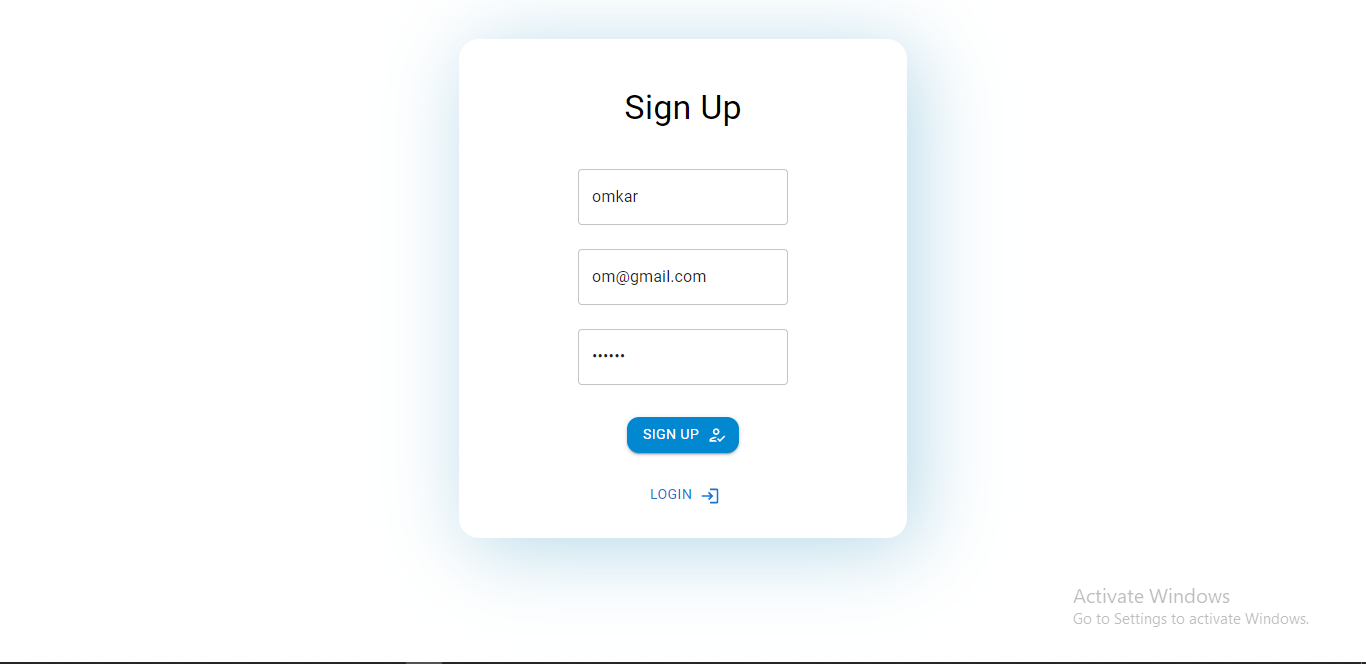 Sign Up
omkar
om@gmail.com
••••••
SIGN UP
LOGIN
Activate Windows
Go to Settings to activate Windows.